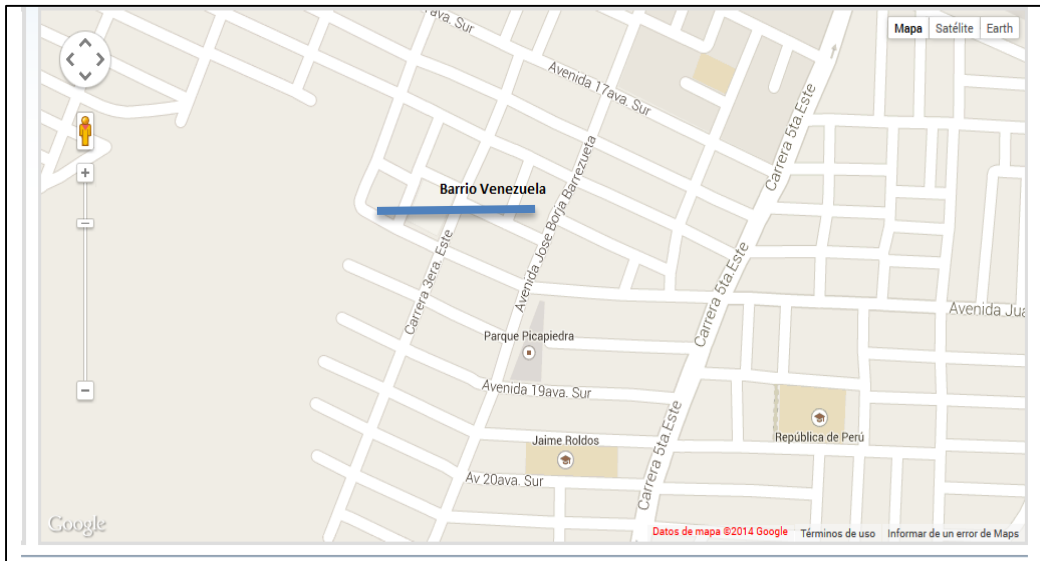 ava. Sur
Mapa
Satélite
Earth
Avenida 17ava. Sur
Carrera 5ta.Este
Barrio Venezuela
Avenida Jose Borja Barrezueta
Carrera 3era. Este
Carrera 5ta.Este
Avenida Jua
Parque Picapiedra
Avenida 19ava. Sur
Carrera 5ta.Este
Jaime Roldos
República de Perú
Av 20ava. Sur
Google
Datos de mapa ©2014 Google
Términos de uso
Informar de un error de Maps